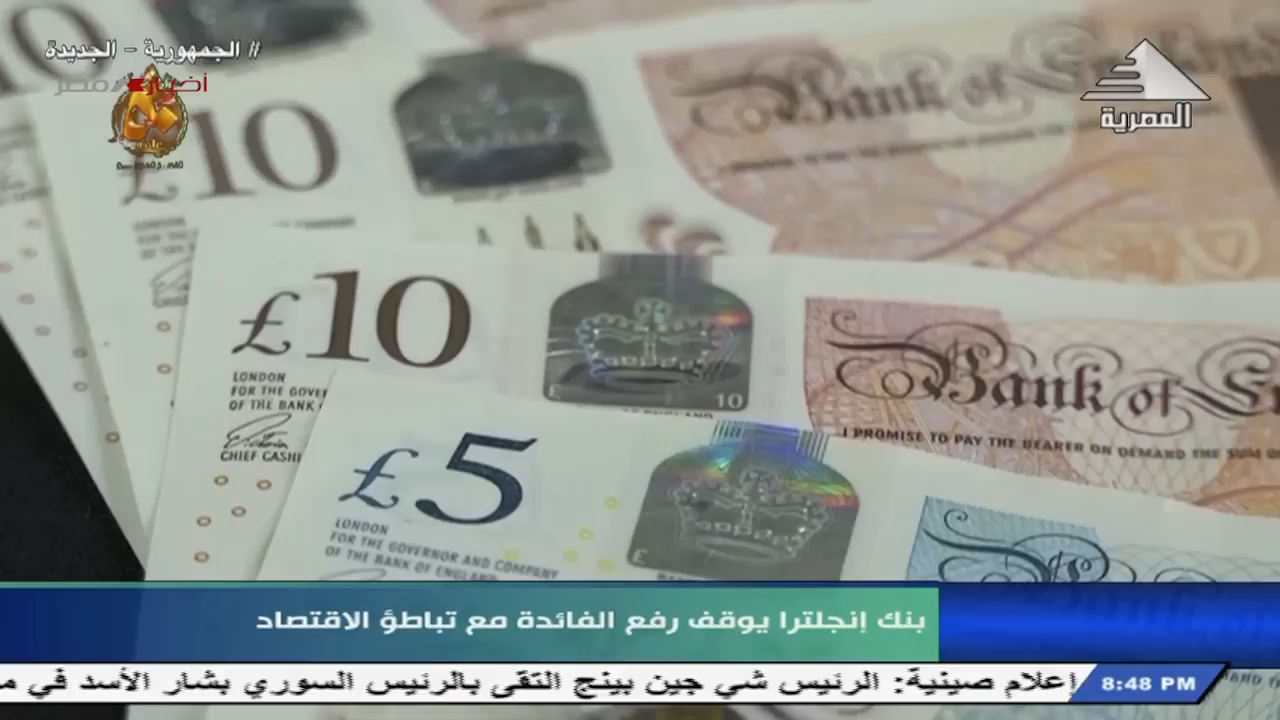 # الجمهورية - الجديدة
أخبار مصر
المصرية
10
£10
Bank of
£10
LONDON
FOR THE
OF THE BANK
CHIEF
10
Bank of
I PROMISE TO PAY THE BEARER ON DEMAND THE SUM
£5
LONDON
FOR THE GOVERNOR AND COMPANY
OF THE BANK OF ENGLAND
£
بنك إنجلترا يوقف رفع الفائدة مع تباطؤ الاقتصاد
إعلام صينية: الرئيس شي جين بينج التقى بالرئيس السوري بشار الأسد في
8:48 PM